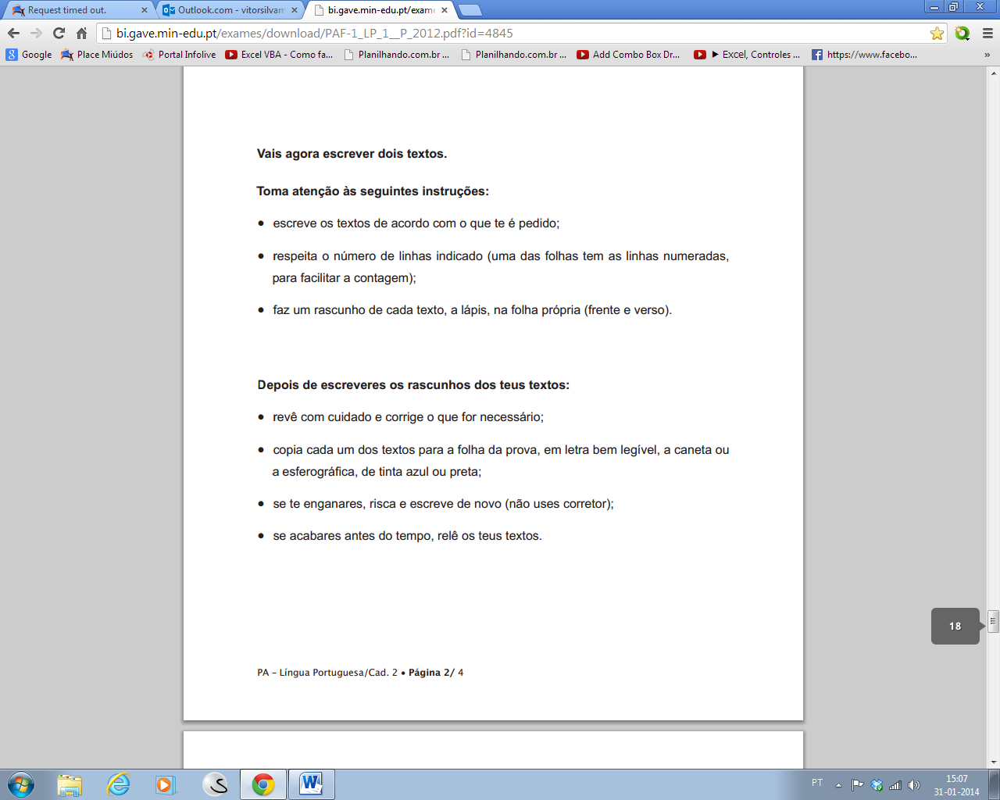 Request timed out.
Outlook.com - vitorsilvam
bi.gave.min-edu.pt/exame
bi.gave.min-edu.pt/exames/download/PAF-1_LP_1__P_2012.pdf?id=4845
Google
Place Miúdos
Portal Infolive
Excel VBA - Como fa...
Planilhando.com.br ...
Planilhando.com.br ...
Add Combo Box Dr...
► Excel, Controles ...
https://www.facebo...
»
Vais agora escrever dois textos.
Toma atenção às seguintes instruções:
● escreve os textos de acordo com o que te é pedido;
● respeita o número de linhas indicado (uma das folhas tem as linhas numeradas,
para facilitar a contagem);
● faz um rascunho de cada texto, a lápis, na folha própria (frente e verso).
Depois de escreveres os rascunhos dos teus textos:
● revê com cuidado e corrige o que for necessário;
● copia cada um dos textos para a folha da prova, em letra bem legível, a caneta ou
a esferográfica, de tinta azul ou preta;
● se te enganares, risca e escreve de novo (não uses corretor);
● se acabares antes do tempo, relê os teus textos.
18
PA – Língua Portuguesa/Cad. 2 • Página 2/ 4
PT
15:07
31-01-2014